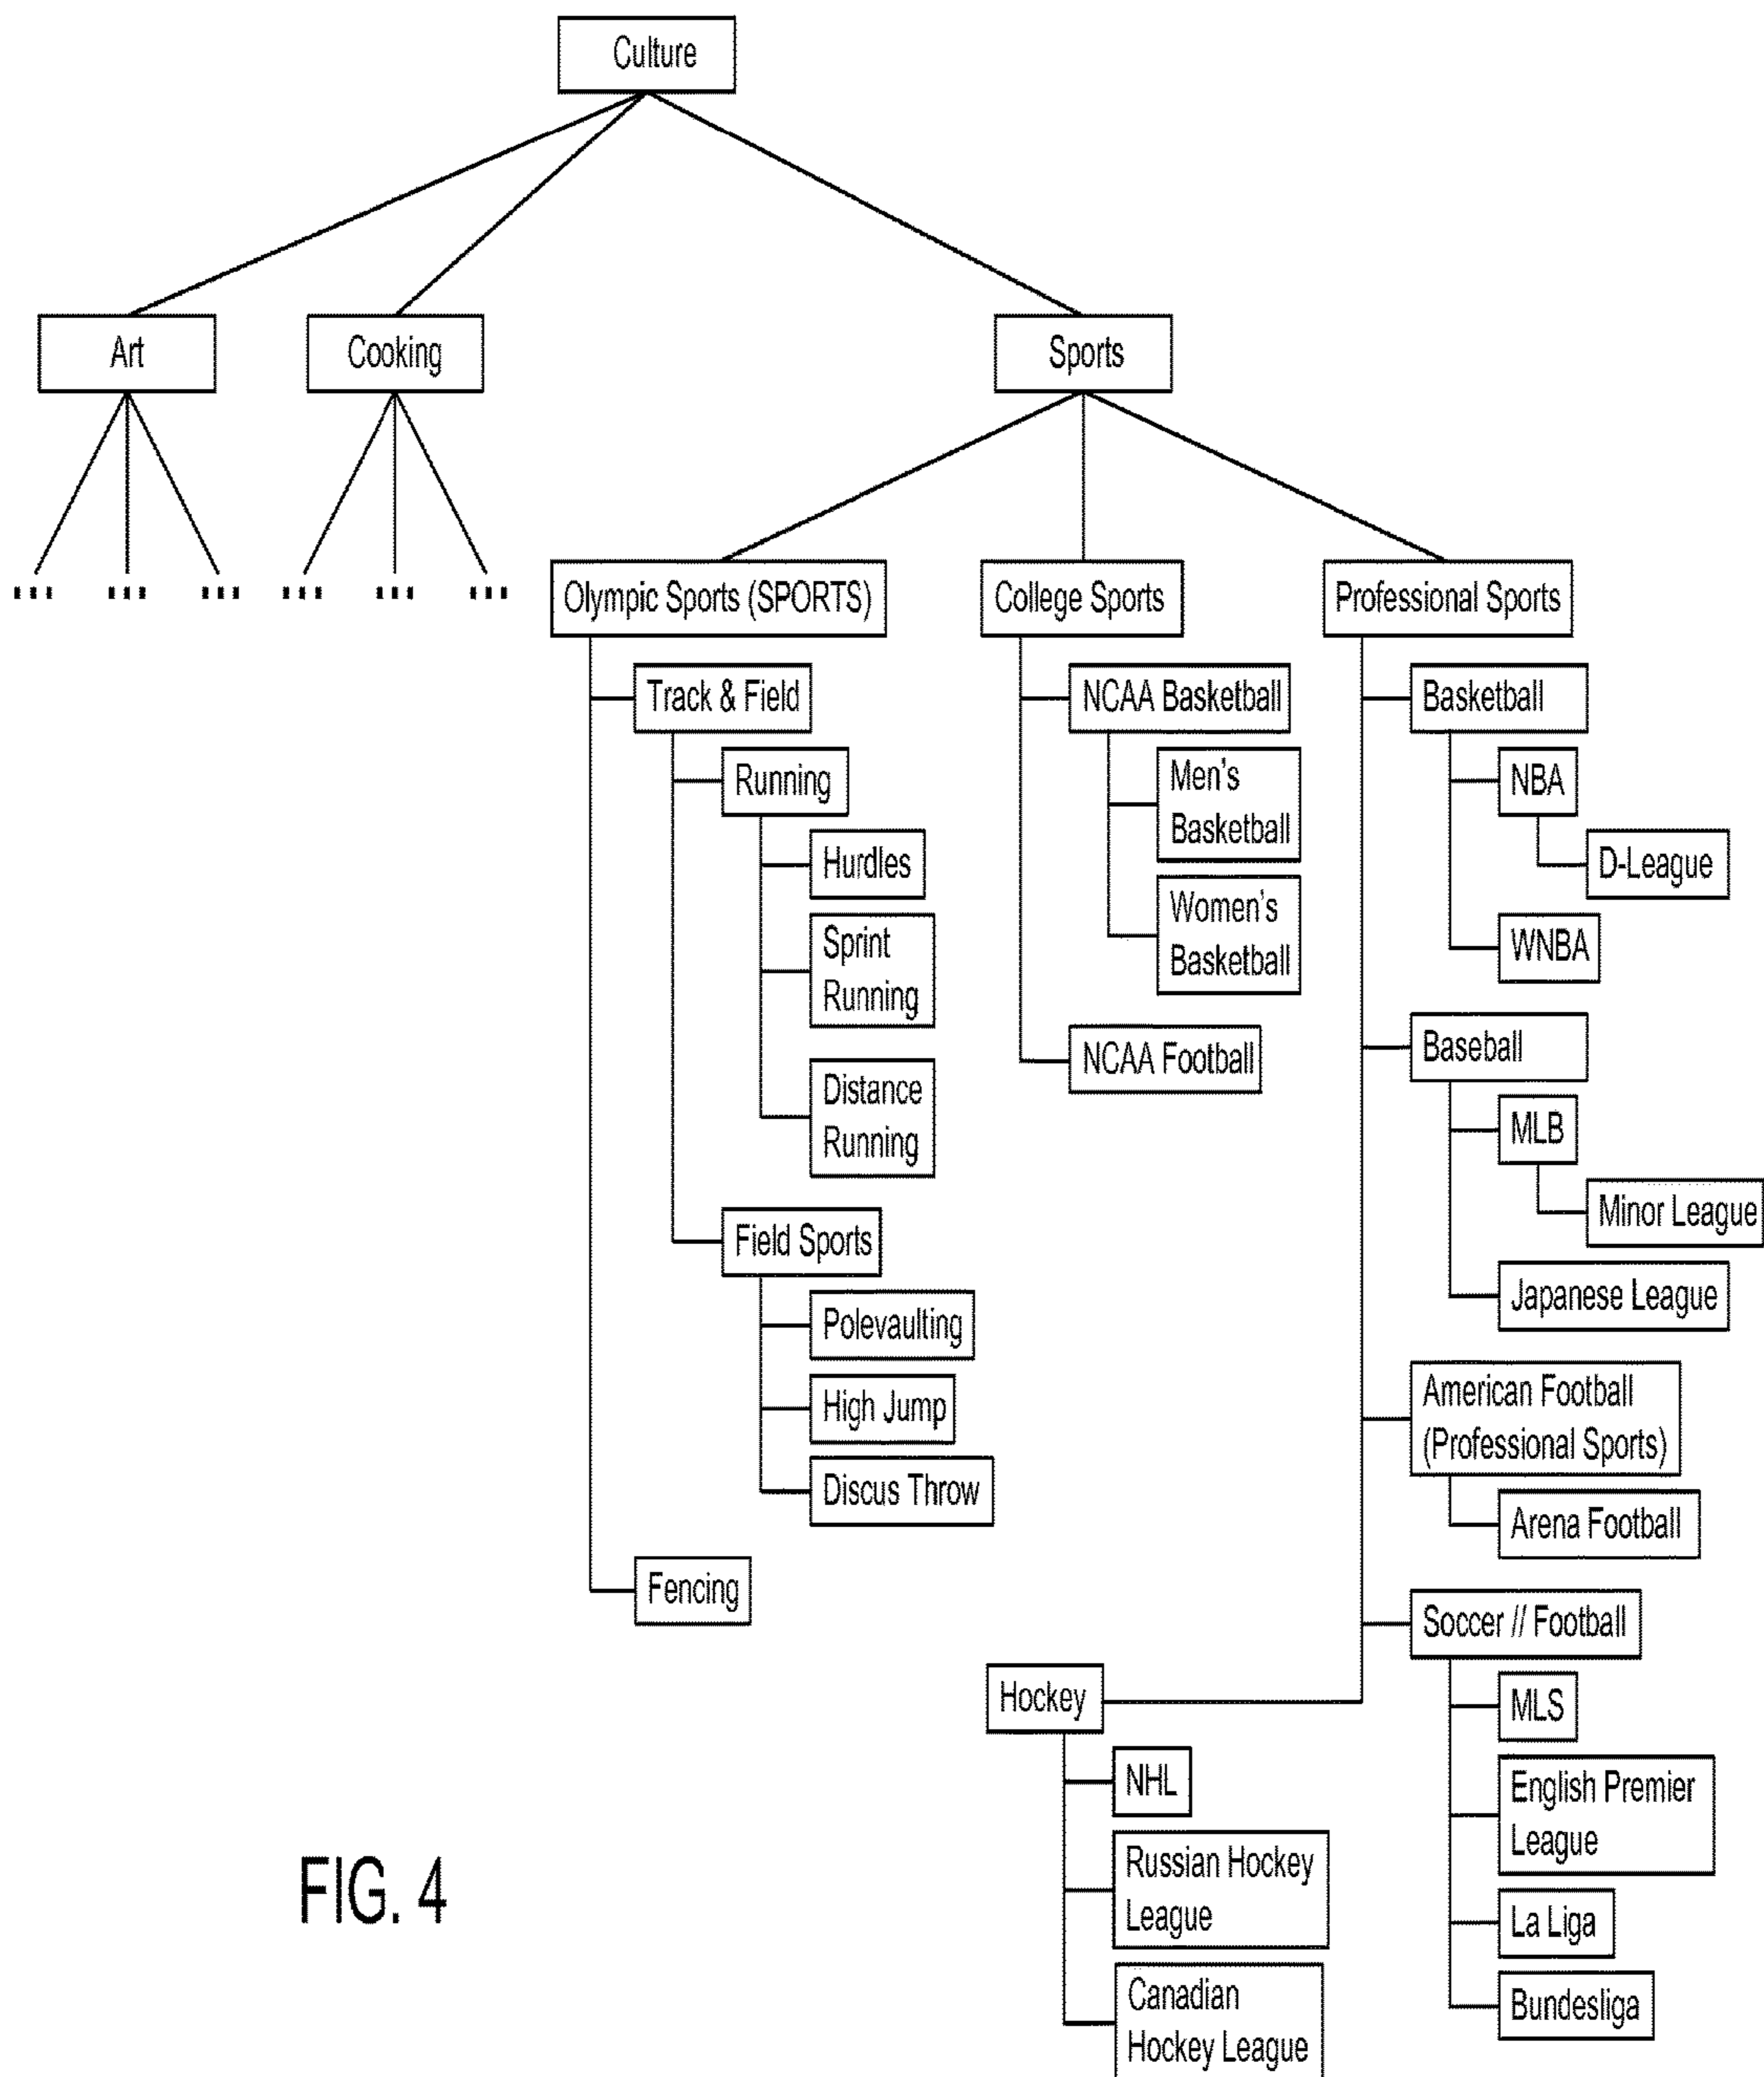 Culture
Art
Cooking
Sports
Olympic Sports (SPORTS)
College Sports
Professional Sports
Track & Field
Running
Hurdles
Sprint
Running
Distance
Running
Field Sports
Polevaulting
High Jump
Discus Throw
Fencing
NCAA Basketball
Men's
Basketball
Women's
Basketball
NCAA Football
Basketball
NBA
D-League
WNBA
Baseball
MLB
Minor League
Japanese League
American Football
(Professional Sports)
Arena Football
Soccer // Football
MLS
English Premier
League
La Liga
Bundesliga
Hockey
NHL
Russian Hockey
League
Canadian
Hockey League
FIG. 4